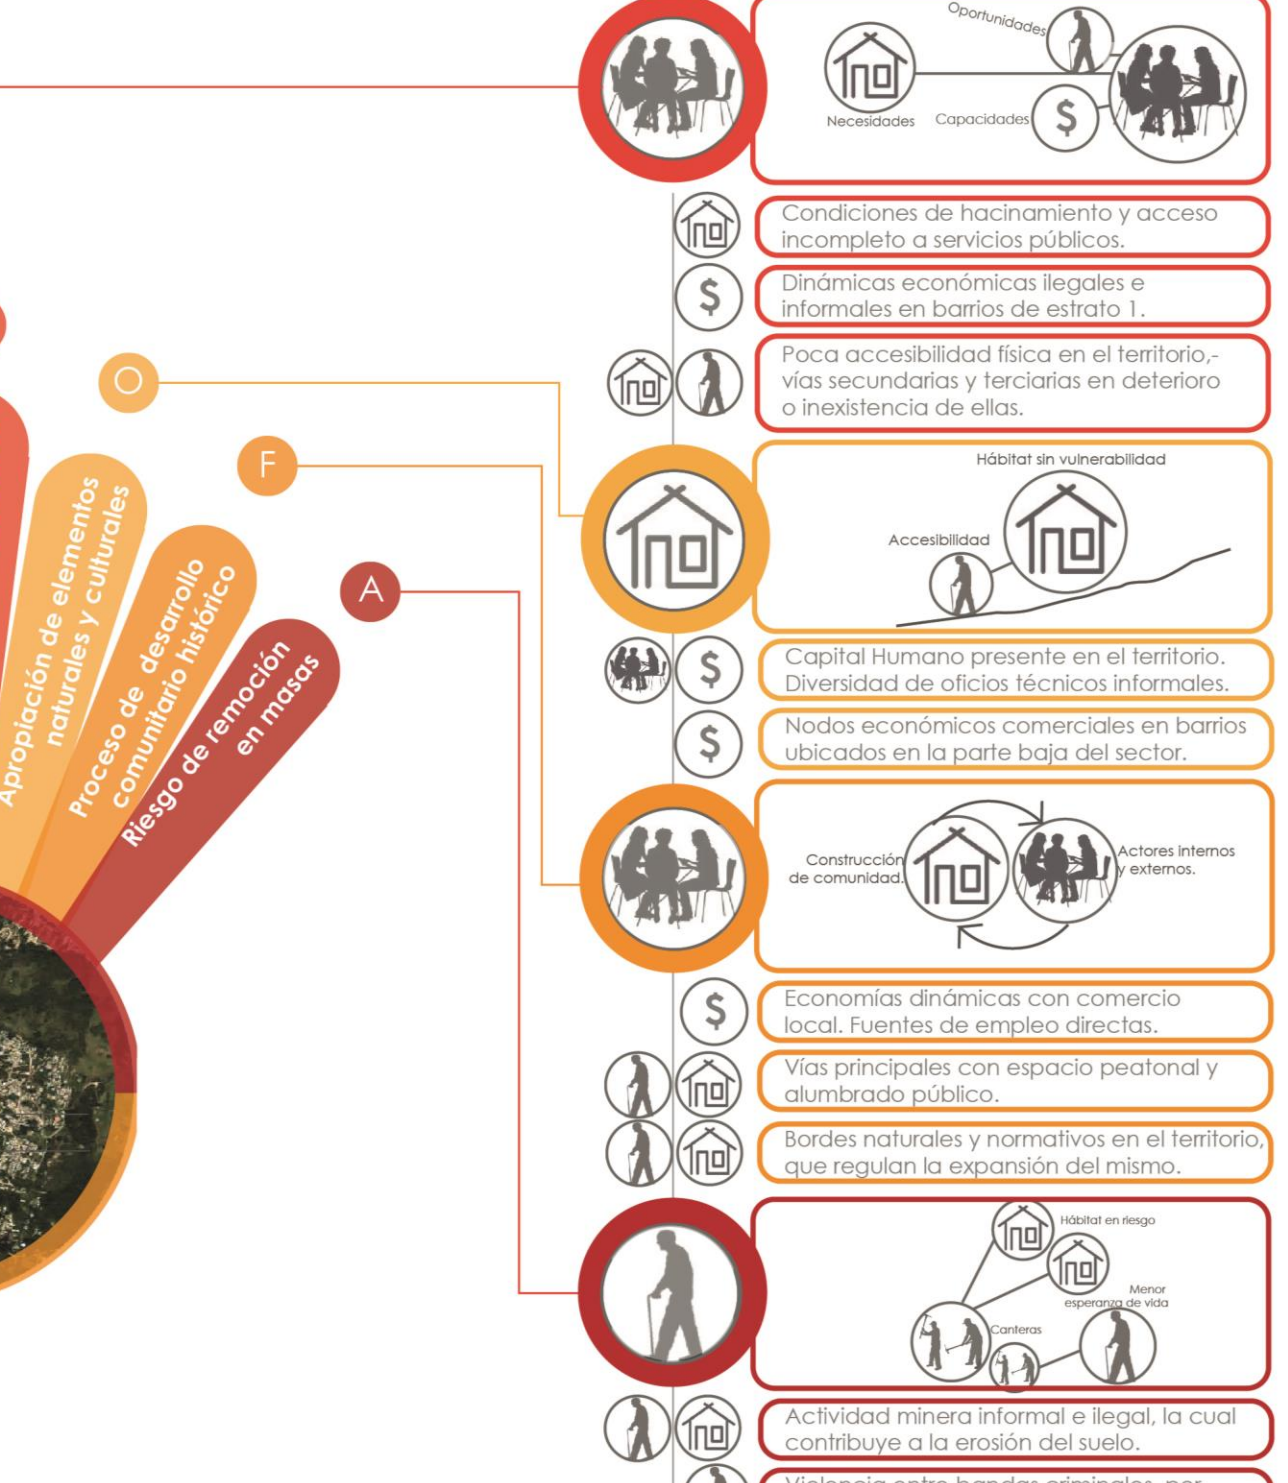 Oportunidades
Necesidades
Capacidades
$
Condiciones de hacinamiento y acceso
incompleto a servicios públicos.
$
Dinámicas económicas ilegales e
informales en barrios de estrato 1.
Poca accesibilidad física en el territorio,-
vías secundarias y terciarias en deterioro
o inexistencia de ellas.
O
F
A
Apropiación de elementos
naturales y culturales
Proceso de desarrollo
comunitario histórico
Riesgo de remoción
en masas
Hábitat sin vulnerabilidad
Accesibilidad
$
Capital Humano presente en el territorio.
Diversidad de oficios técnicos informales.
$
Nodos económicos comerciales en barrios
ubicados en la parte baja del sector.
Construcción
de comunidad.
Actores internos
y externos.
$
Economías dinámicas con comercio
local. Fuentes de empleo directas.
Vías principales con espacio peatonal y
alumbrado público.
Bordes naturales y normativos en el territorio,
que regulan la expansión del mismo.
Hábitat en riesgo
Menor
esperanza de vida
Canteras
Actividad minera informal e ilegal, la cual
contribuye a la erosión del suelo.
Violencia entre bandas criminales, por